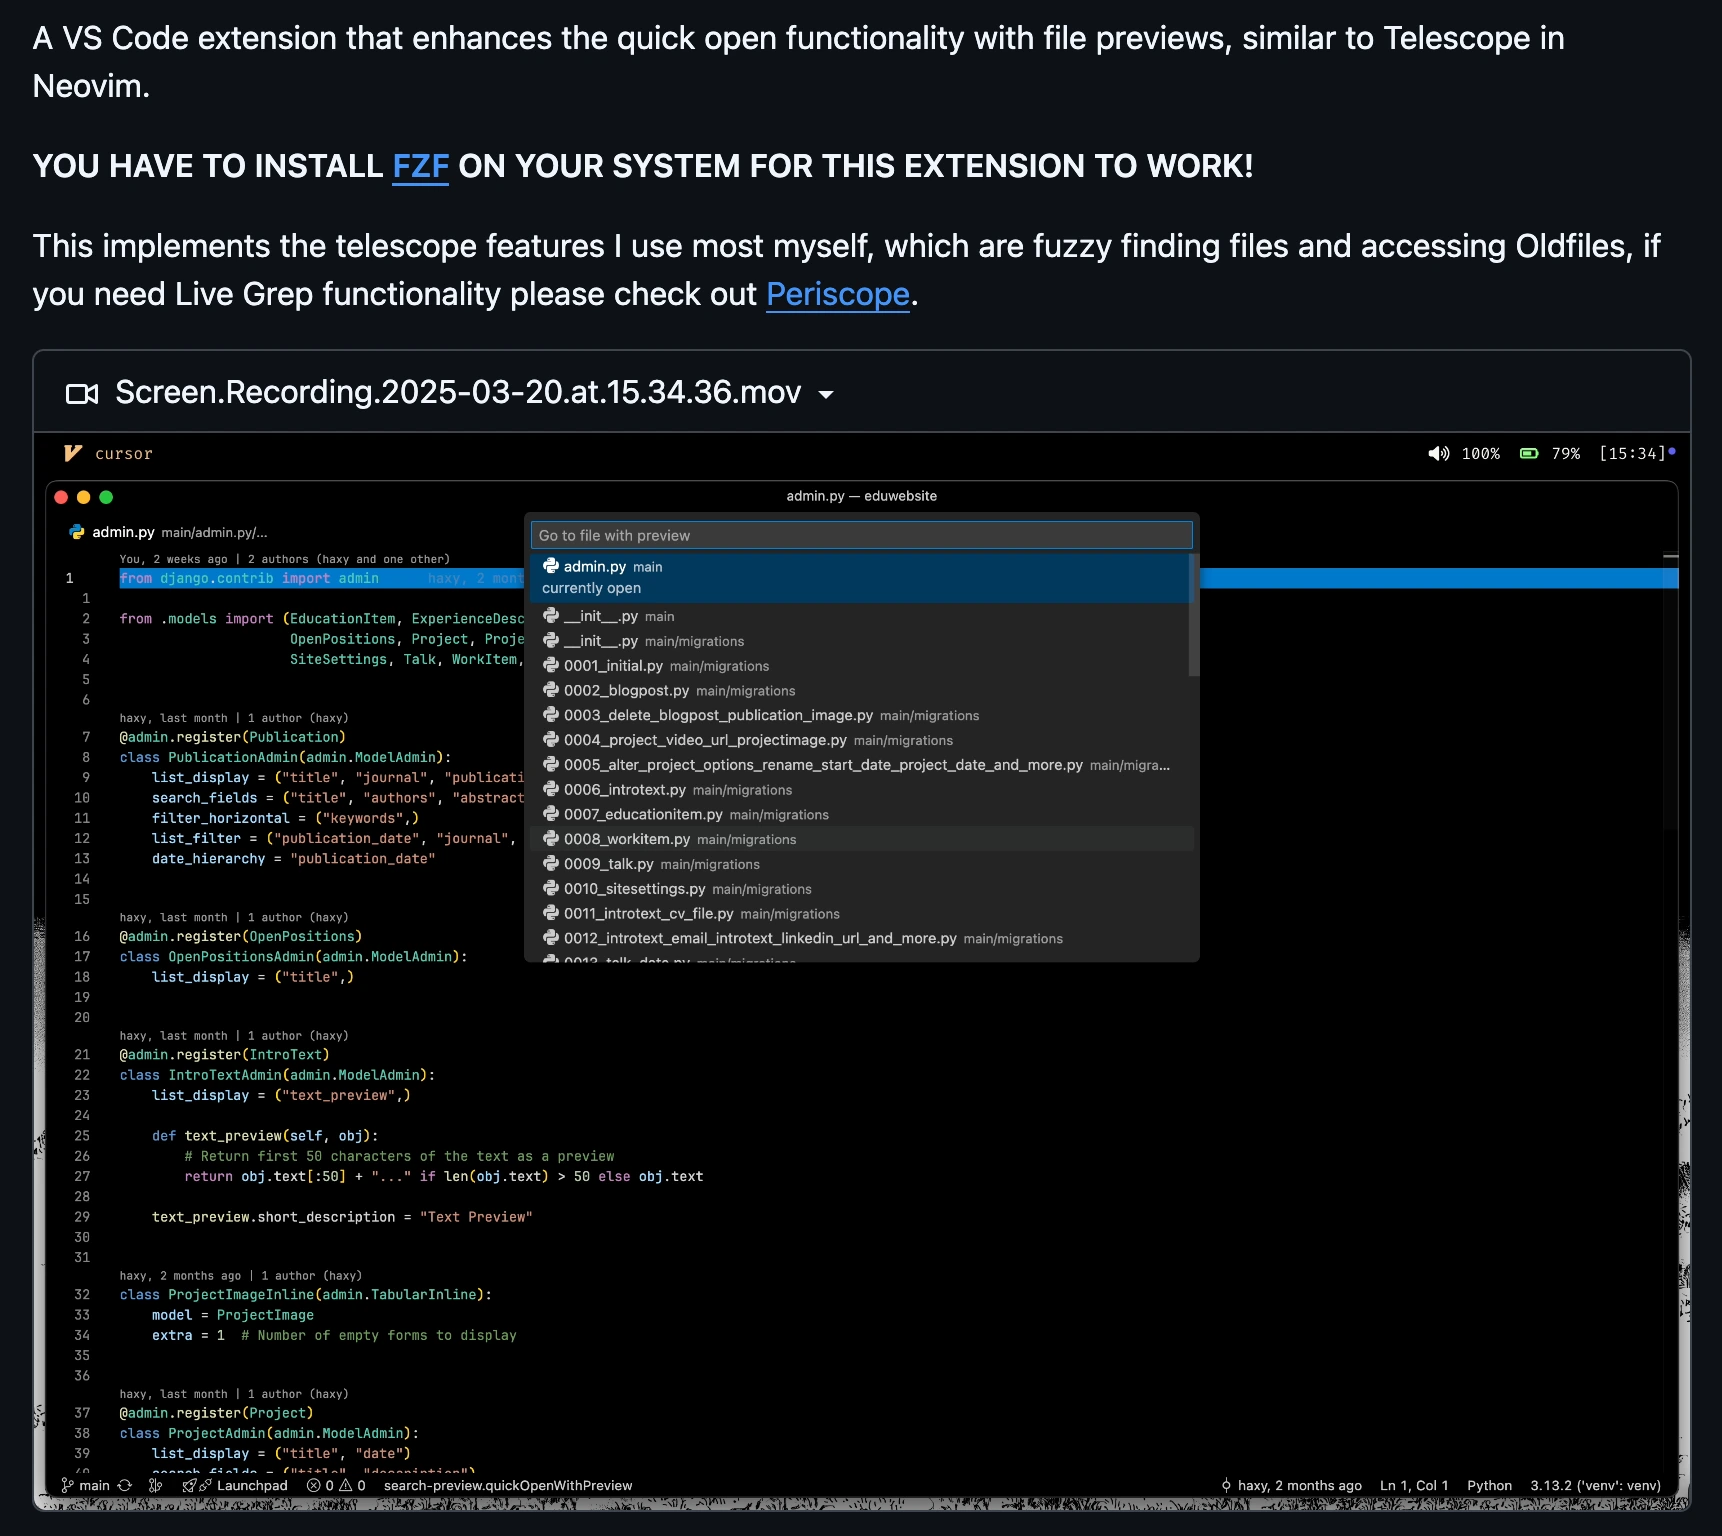 A VS Code extension that enhances the quick open functionality with file previews, similar to Telescope in
Neovim.
YOU HAVE TO INSTALL FZF ON YOUR SYSTEM FOR THIS EXTENSION TO WORK!
This implements the telescope features I use most myself, which are fuzzy finding files and accessing Oldfiles, if
you need Live Grep functionality please check out Periscope.
Screen.Recording.2025-03-20.at.15.34.36.mov
cursor
100% 79% [15:34]
admin.py — eduwebsite
admin.py main/admin.py/...
Go to file with preview
admin.py main
currently open
__init__.py main
__init__.py main/migrations
0001_initial.py main/migrations
0002_blogpost.py main/migrations
0003_delete_blogpost_publication_image.py main/migrations
0004_project_video_url_projectimage.py main/migrations
0005_alter_project_options_rename_start_date_project_date_and_more.py main/migra...
0006_introtext.py main/migrations
0007_educationitem.py main/migrations
0008_workitem.py main/migrations
0009_talk.py main/migrations
0010_sitesettings.py main/migrations
0011_introtext_cv_file.py main/migrations
0012_introtext_email_introtext_linkedin_url_and_more.py main/migrations
0013_talk_date.py main/migrations
You, 2 weeks ago | 2 authors (haxy and one other)
1 from django.contrib import admin haxy, 2 mont
1
2 from .models import (EducationItem, ExperienceDesc
3 OpenPositions, Project, Proje
4 SiteSettings, Talk, WorkItem,
5
6
haxy, last month | 1 author (haxy)
7 @admin.register(Publication)
8 class PublicationAdmin(admin.ModelAdmin):
9 list_display = ("title", "journal", "publicati
10 search_fields = ("title", "authors", "abstract
11 filter_horizontal = ("keywords",)
12 list_filter = ("publication_date", "journal",
13 date_hierarchy = "publication_date"
14
15
haxy, last month | 1 author (haxy)
16 @admin.register(OpenPositions)
17 class OpenPositionsAdmin(admin.ModelAdmin):
18 list_display = ("title",)
19
20
haxy, last month | 1 author (haxy)
21 @admin.register(IntroText)
22 class IntroTextAdmin(admin.ModelAdmin):
23 list_display = ("text_preview",)
24
25 def text_preview(self, obj):
26 # Return first 50 characters of the text as a preview
27 return obj.text[:50] + "..." if len(obj.text) > 50 else obj.text
28
29 text_preview.short_description = "Text Preview"
30
31
haxy, 2 months ago | 1 author (haxy)
32 class ProjectImageInline(admin.TabularInline):
33 model = ProjectImage
34 extra = 1 # Number of empty forms to display
35
36
haxy, last month | 1 author (haxy)
37 @admin.register(Project)
38 class ProjectAdmin(admin.ModelAdmin):
39 list_display = ("title", "date")
40 search_fields = ("title", "description")
main Launchpad 0 0 search-preview.quickOpenWithPreview haxy, 2 months ago Ln 1, Col 1 Python 3.13.2 ('venv': venv)